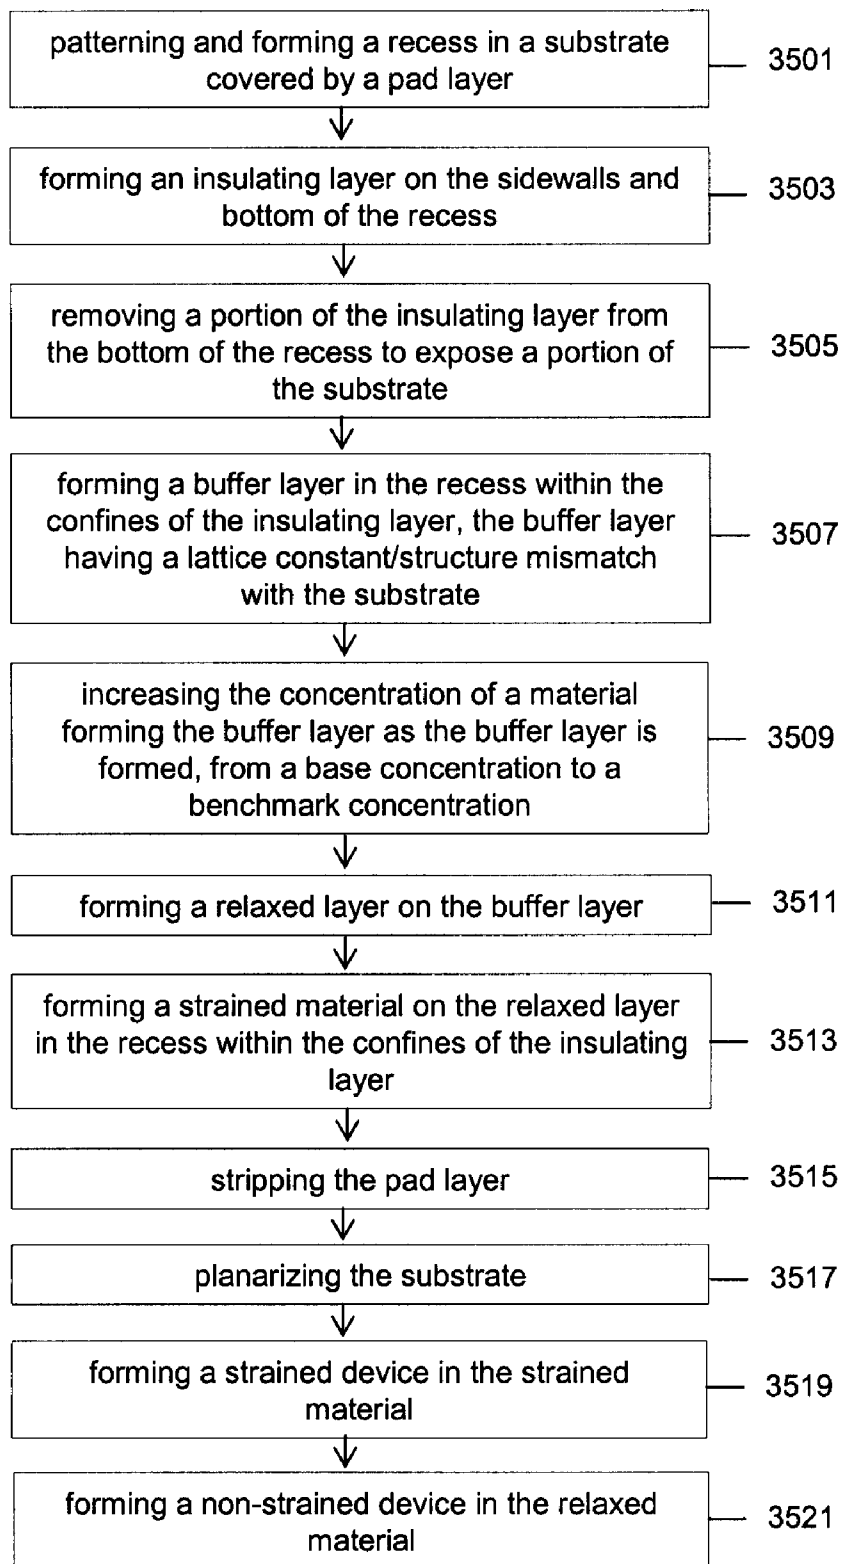 patterning and forming a recess in a substrate
covered by a pad layer
3501
forming an insulating layer on the sidewalls and
bottom of the recess
3503
removing a portion of the insulating layer from
the bottom of the recess to expose a portion of
the substrate
3505
forming a buffer layer in the recess within the
confines of the insulating layer, the buffer layer
having a lattice constant/structure mismatch
with the substrate
3507
increasing the concentration of a material
forming the buffer layer as the buffer layer is
formed, from a base concentration to a
benchmark concentration
3509
forming a relaxed layer on the buffer layer
3511
forming a strained material on the relaxed layer
in the recess within the confines of the insulating
layer
3513
stripping the pad layer
3515
planarizing the substrate
3517
forming a strained device in the strained
material
3519
forming a non-strained device in the relaxed
material
3521